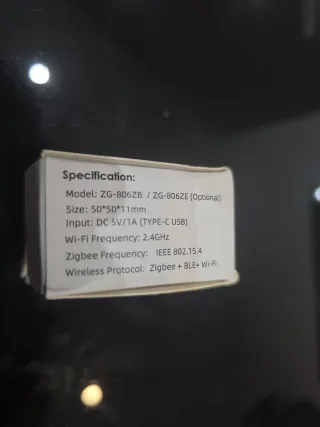 Specification:
Model: ZG-806ZB / ZG-806ZE (Optional)
Size: 50*50*11mm
Input: DC 5V/1A (TYPE-C USB)
Wi-Fi Frequency: 2.4GHz
Zigbee Frequency: IEEE 802.15.4
Wireless Protocol: Zigbee + BLE+ Wi-Fi